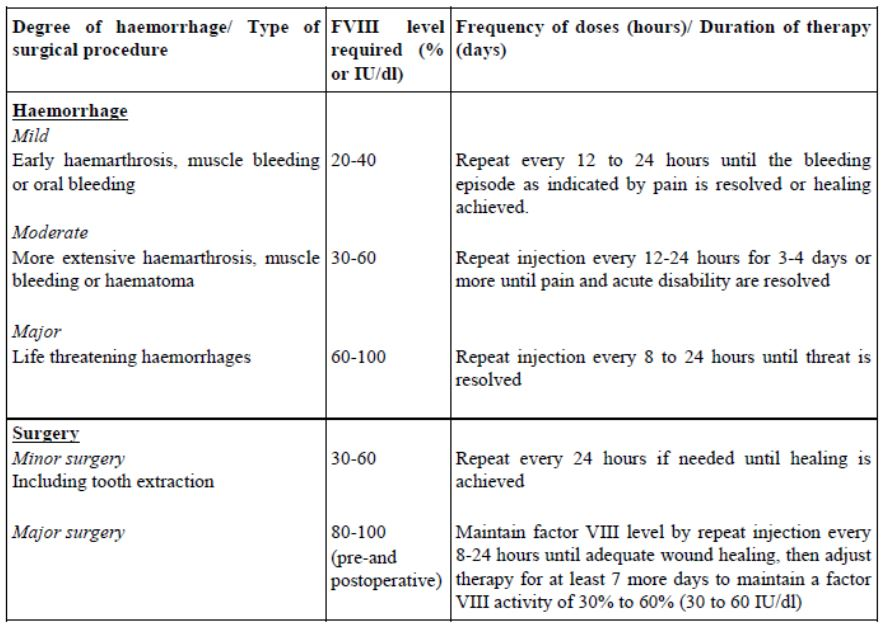 Degree of haemorrhage/ Type of surgical procedure
FVIII level required (% or IU/dl)
Frequency of doses (hours)/ Duration of therapy (days)
Haemorrhage
Mild
Early haemarthrosis, muscle bleeding or oral bleeding
20-40
Repeat every 12 to 24 hours until the bleeding episode as indicated by pain is resolved or healing achieved.
Moderate
More extensive haemarthrosis, muscle bleeding or haematoma
30-60
Repeat injection every 12-24 hours for 3-4 days or more until pain and acute disability are resolved
Major
Life threatening haemorrhages
60-100
Repeat injection every 8 to 24 hours until threat is resolved
Surgery
Minor surgery
Including tooth extraction
30-60
Repeat every 24 hours if needed until healing is achieved
Major surgery
80-100
(pre-and postoperative)
Maintain factor VIII level by repeat injection every 8-24 hours until adequate wound healing, then adjust therapy for at least 7 more days to maintain a factor VIII activity of 30% to 60% (30 to 60 IU/dl)